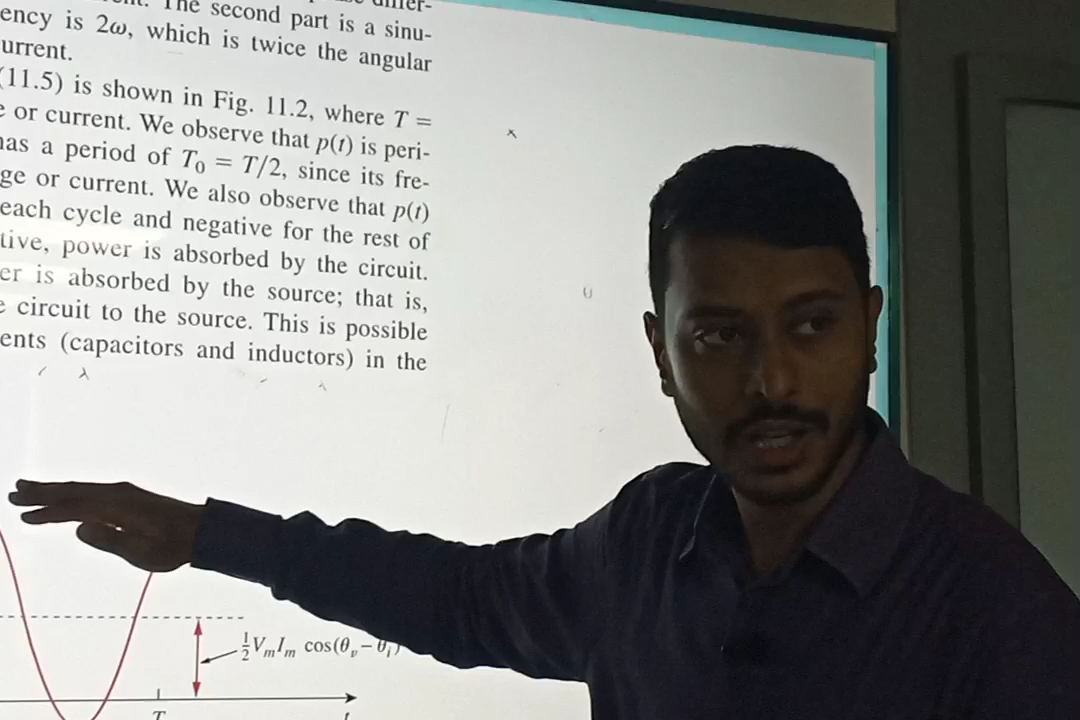 The second part is a sinu-
ency is 2ω, which is twice the angular
urrent.
(11.5) is shown in Fig. 11.2, where T =
e or current. We observe that p(t) is peri-
has a period of T₀ = T/2, since its fre-
ge or current. We also observe that p(t)
each cycle and negative for the rest of
tive, power is absorbed by the circuit.
er is absorbed by the source; that is,
e circuit to the source. This is possible
ents (capacitors and inductors) in the
½VₘIₘ cos(θᵥ − θᵢ)
T
t